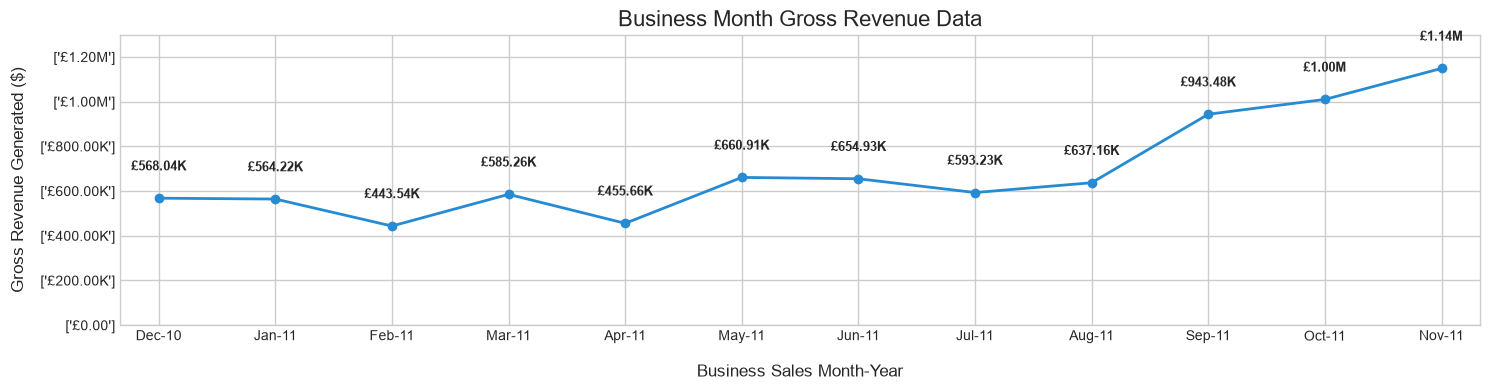 Business Month Gross Revenue Data
Gross Revenue Generated ($)
['£1.20M']
['£1.00M']
['£800.00K']
['£600.00K']
['£400.00K']
['£200.00K']
['£0.00']
£568.04K
£564.22K
£443.54K
£585.26K
£455.66K
£660.91K
£654.93K
£593.23K
£637.16K
£943.48K
£1.00M
£1.14M
Dec-10 Jan-11 Feb-11 Mar-11 Apr-11 May-11 Jun-11 Jul-11 Aug-11 Sep-11 Oct-11 Nov-11
Business Sales Month-Year